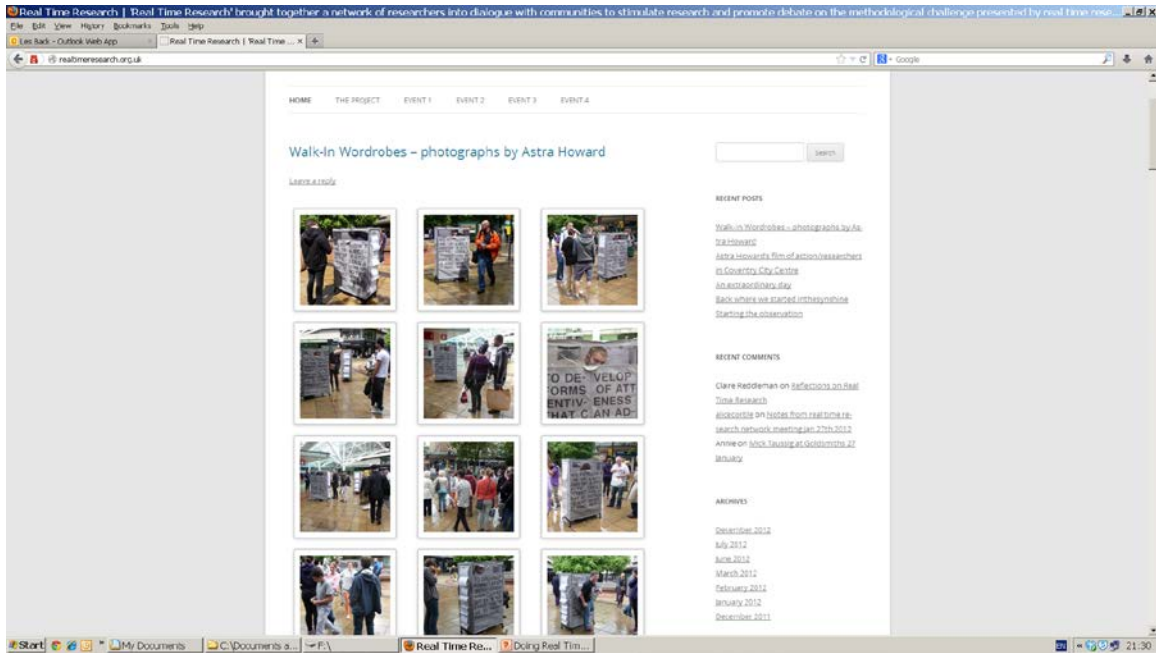 Real Time Research | 'Real Time Research' brought together a network of researchers into dialogue with communities to stimulate research and promote debate on the methodological challenge presented by real time rese...
File Edit View History Bookmarks Tools Help
Les Back - Outlook Web App
Real Time Research | 'Real Time ...
realtimeresearch.org.uk
Google
HOME THE PROJECT EVENT 1 EVENT 2 EVENT 3 EVENT 4
Walk-In Wordrobes – photographs by Astra Howard
Leave a reply
TO DE- VELOP
FORMS OF ATT
ENTIV- ENESS
THAT C AN AD-
Search
RECENT POSTS
Walk-In Wordrobes – photographs by As-
tra Howard
Astra Howard's film of action/researchers
in Coventry City Centre
An extraordinary day
Back where we started inthesynshine
Starting the observation
RECENT COMMENTS
Claire Reddleman on Reflections on Real
Time Research
alicecorble on Notes from real time re-
search network meeting Jan 27th 2012
Annie on Mick Taussig at Goldsmiths 27
January
ARCHIVES
December 2012
July 2012
June 2012
March 2012
February 2012
January 2012
December 2011
Start
My Documents
C:\Documents a...
F:\
Real Time Re...
Doing Real Tim...
EN
21:30